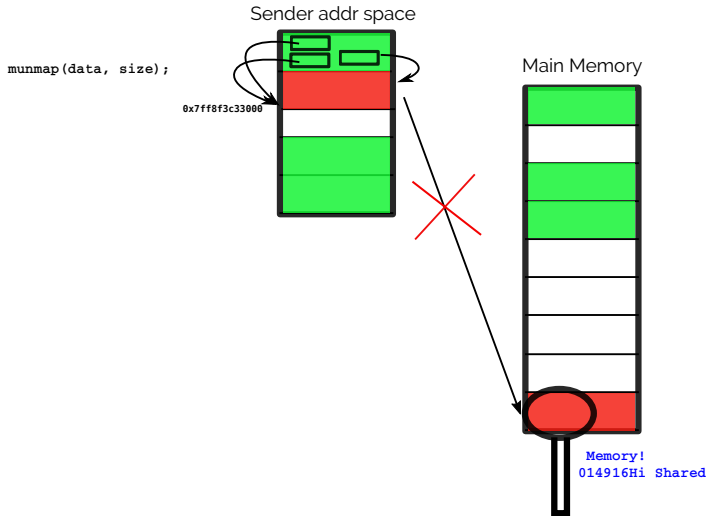 Sender addr space
munmap(data, size);
Main Memory
0x7ff8f3c33000
Memory!
014916Hi Shared